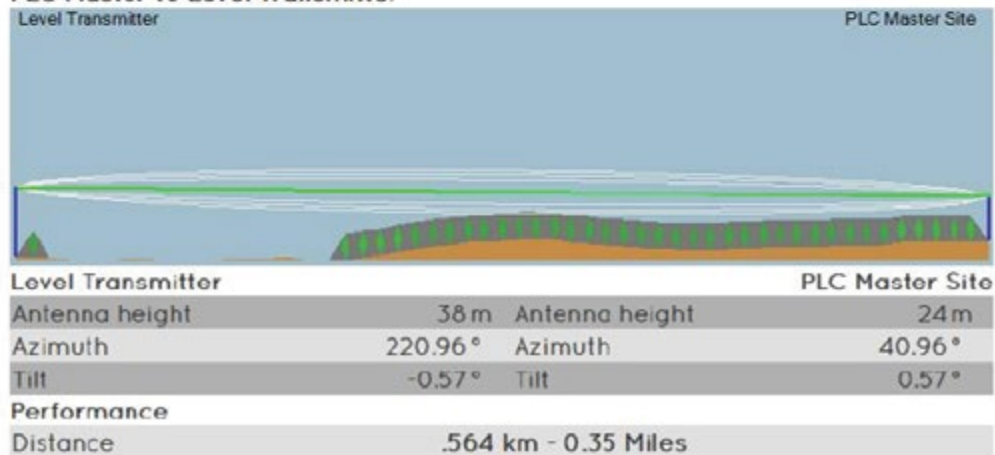 Level Transmitter PLC Master Site
Level Transmitter PLC Master Site
Antenna height 38 m Antenna height 24 m
Azimuth 220.96° Azimuth 40.96°
Tilt -0.57° Tilt 0.57°
Performance
Distance .564 km - 0.35 Miles